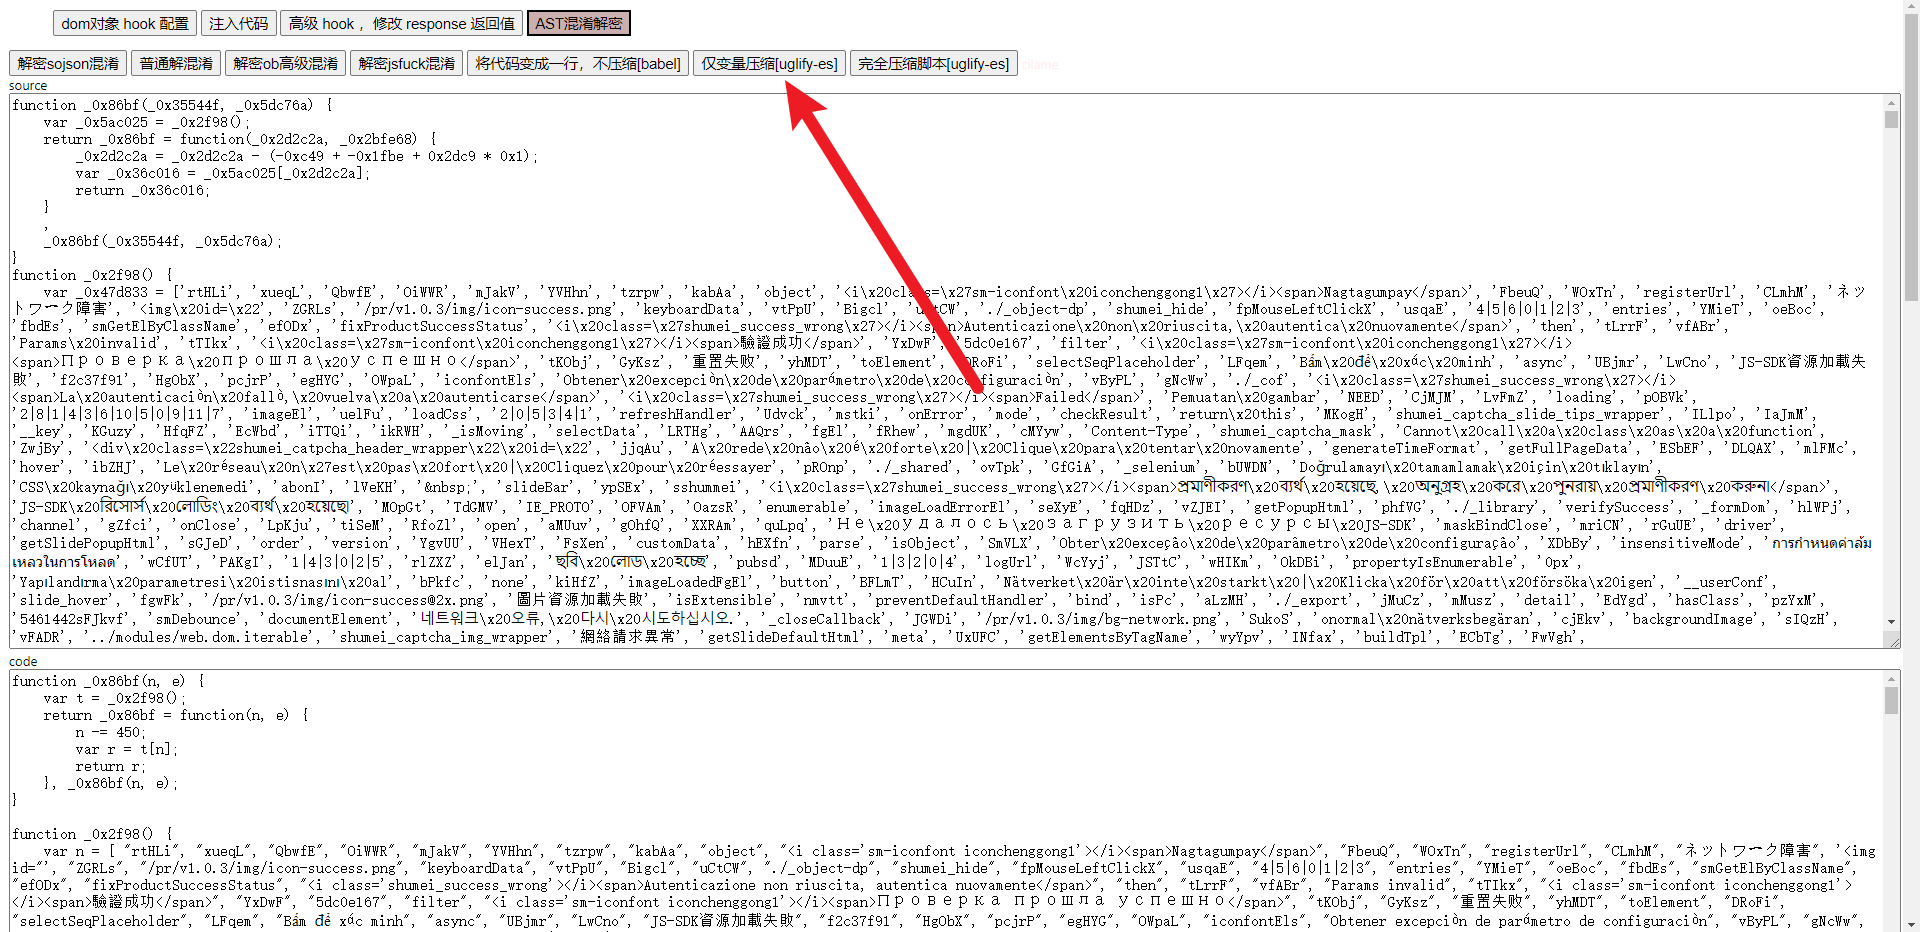 dom对象 hook 配置 注入代码 高级 hook ，修改 response 返回值 AST混淆解密
解密sojson混淆 普通解混淆 解密ob高级混淆 解密jsfuck混淆 将代码变成一行，不压缩[babel] 仅变量压缩[uglify-es] 完全压缩脚本[uglify-es] cilame
source
function _0x86bf(_0x35544f, _0x5dc76a) {
    var _0x5ac025 = _0x2f98();
    return _0x86bf = function(_0x2d2c2a, _0x2bfe68) {
        _0x2d2c2a = _0x2d2c2a - (-0xc49 + -0x1fbe + 0x2dc9 * 0x1);
        var _0x36c016 = _0x5ac025[_0x2d2c2a];
        return _0x36c016;
    }
    ,
    _0x86bf(_0x35544f, _0x5dc76a);
}
function _0x2f98() {
    var _0x47d833 = ['rtHLi', 'xueqL', 'QbwfE', 'OiWWR', 'mJakV', 'YVHhn', 'tzrpw', 'kabAa', 'object', '<i\x20class=\x27sm-iconfont\x20iconchenggong1\x27></i><span>Nagtagumpay</span>', 'FbeuQ', 'WOxTn', 'registerUrl', 'CLmhM', 'ネッ
トワーク障害', '<img\x20id=\x22', 'ZGRLs', '/pr/v1.0.3/img/icon-success.png', 'keyboardData', 'vtPpU', 'Bigcl', 'uCtCW', './_object-dp', 'shumei_hide', 'fpMouseLeftClickX', 'usqaE', '4|5|6|0|1|2|3', 'entries', 'YMieT', 'oeBoc',
'fbdEs', 'smGetElByClassName', 'efODx', 'fixProductSuccessStatus', '<i\x20class=\x27shumei_success_wrong\x27></i><span>Autenticazione\x20non\x20riuscita,\x20autentica\x20nuovamente</span>', 'then', 'tLrrF', 'vfABr',
'Params\x20invalid', 'tTIkx', '<i\x20class=\x27sm-iconfont\x20iconchenggong1\x27></i><span>驗證成功</span>', 'YxDwF', '5dc0e167', 'filter', '<i\x20class=\x27sm-iconfont\x20iconchenggong1\x27></i>
<span>Проверка\x20прошла\x20успешно</span>', 'tKObj', 'GyKsz', '重置失败', 'yhMDT', 'toElement', 'DRoFi', 'selectSeqPlaceholder', 'LFqem', 'Bấm\x20để\x20xác\x20minh', 'async', 'UBjmr', 'LwCno', 'JS-SDK資源加載失
敗', 'f2c37f91', 'HgObX', 'pcjrP', 'egHYG', 'OWpaL', 'iconfontEls', 'Obtener\x20excepción\x20de\x20parámetro\x20de\x20configuración', 'vByPL', 'gNcWw', './_cof', '<i\x20class=\x27shumei_success_wrong\x27></i>
<span>La\x20autenticación\x20falló,\x20vuelva\x20a\x20autenticarse</span>', '<i\x20class=\x27shumei_success_wrong\x27></i><span>Failed</span>', 'Pemuatan\x20gambar', 'NEED', 'CjMJM', 'LvFmZ', 'loading', 'pOBVk',
'2|8|1|4|3|6|10|5|0|9|11|7', 'imageEl', 'uelFu', 'loadCss', '2|0|5|3|4|1', 'refreshHandler', 'Udvck', 'mstki', 'onError', 'mode', 'checkResult', 'return\x20this', 'MKogH', 'shumei_captcha_slide_tips_wrapper', 'ILlpo', 'IaJmM',
'__key', 'KGuzy', 'HfqFZ', 'EcWbd', 'iTTQi', 'ikRWH', '_isMoving', 'selectData', 'LRTHg', 'AAQrs', 'fgEl', 'fRhew', 'mgdUK', 'cMYyw', 'Content-Type', 'shumei_captcha_mask', 'Cannot\x20call\x20a\x20class\x20as\x20a\x20function',
'ZwjBy', '<div\x20class=\x22shumei_catpcha_header_wrapper\x22\x20id=\x22', 'jjqAu', 'A\x20rede\x20não\x20é\x20forte\x20|\x20Clique\x20para\x20tentar\x20novamente', 'generateTimeFormat', 'getFullPageData', 'ESbEF', 'DLQAX', 'mlFMc',
'hover', 'ibZHJ', 'Le\x20réseau\x20n\x27est\x20pas\x20fort\x20|\x20Cliquez\x20pour\x20réessayer', 'pROnp', './_shared', 'ovTpk', 'GfGiA', '_selenium', 'bUWDN', 'Doğrulamayı\x20tamamlamak\x20için\x20tıklayın',
'CSS\x20kaynağı\x20yüklenemedi', 'abonI', 'lVeKH', '&nbsp;', 'slideBar', 'ypSEx', 'sshummei', '<i\x20class=\x27shumei_success_wrong\x27></i><span>প্রমাণীকরণ\x20ব্যর্থ\x20হয়েছে,\x20অনুগ্রহ\x20করে\x20পুনরায়\x20প্রমাণীকরণ\x20করুন।</span>',
'JS-SDK\x20রিসোর্স\x20লোডিং\x20ব্যর্থ\x20হয়েছে।', 'MOpGt', 'TdGMV', 'IE_PROTO', 'OFVAm', 'OazsR', 'enumerable', 'imageLoadErrorEl', 'seXyE', 'fqHDz', 'vZJEI', 'getPopupHtml', 'phfVG', './_library', 'verifySuccess', '_formDom', 'hlWPj',
'channel', 'gZfci', 'onClose', 'LpKju', 'tiSeM', 'RfoZl', 'open', 'aMUuv', 'gOhfQ', 'XXRAm', 'quLpq', 'Не\x20удалось\x20загрузить\x20ресурсы\x20JS-SDK', 'maskBindClose', 'mriCN', 'rGuUE', 'driver',
'getSlidePopupHtml', 'sGJeD', 'order', 'version', 'YgvUU', 'VHexT', 'FsXen', 'customData', 'hEXfn', 'parse', 'isObject', 'SmVLX', 'Obter\x20exceção\x20de\x20parâmetro\x20de\x20configuração', 'XDbBy', 'insensitiveMode', 'การกำหนดค่าล้ม
เหลวในการโหลด', 'wCfUT', 'PAKgI', '1|4|3|0|2|5', 'rlZXZ', 'elJan', 'ছবি\x20লোড\x20হচ্ছে', 'pubsd', 'MDuuE', '1|3|2|0|4', 'logUrl', 'WcYyj', 'JSTtC', 'wHIKm', 'OkDBi', 'propertyIsEnumerable', '0px',
'Yapılandırma\x20parametresi\x20istisnasını\x20al', 'bPkfc', 'none', 'kiHfZ', 'imageLoadedFgEl', 'button', 'BFLmT', 'HCuIn', 'Nätverket\x20är\x20inte\x20starkt\x20|\x20Klicka\x20för\x20att\x20försöka\x20igen', '__userConf',
'slide_hover', 'fgwFk', '/pr/v1.0.3/img/icon-success@2x.png', '圖片資源加載失敗', 'isExtensible', 'nmvtt', 'preventDefaultHandler', 'bind', 'isPc', 'aLzMH', './_export', 'jMuCz', 'mMusz', 'detail', 'EdYgd', 'hasClass', 'pzYxM',
'5461442sFJkvf', 'smDebounce', 'documentElement', '네트워크\x20오류,\x20다시\x20시도하십시오.', '_closeCallback', 'JGWDi', '/pr/v1.0.3/img/bg-network.png', 'SukoS', 'onormal\x20nätverksbegäran', 'cjEkv', 'backgroundImage', 'sIQzH',
'vFADR', '../modules/web.dom.iterable', 'shumei_captcha_img_wrapper', '網絡請求異常', 'getSlideDefaultHtml', 'meta', 'UxUFC', 'getElementsByTagName', 'wyYpv', 'INfax', 'buildTpl', 'ECbTg', 'FwVgh',
code
function _0x86bf(n, e) {
    var t = _0x2f98();
    return _0x86bf = function(n, e) {
        n -= 450;
        var r = t[n];
        return r;
    }, _0x86bf(n, e);
}
function _0x2f98() {
    var n = [ "rtHLi", "xueqL", "QbwfE", "OiWWR", "mJakV", "YVHhn", "tzrpw", "kabAa", "object", "<i class='sm-iconfont iconchenggong1'></i><span>Nagtagumpay</span>", "FbeuQ", "WOxTn", "registerUrl", "CLmhM", "ネットワーク障害", '<img
id="', "ZGRLs", "/pr/v1.0.3/img/icon-success.png", "keyboardData", "vtPpU", "Bigcl", "uCtCW", "./_object-dp", "shumei_hide", "fpMouseLeftClickX", "usqaE", "4|5|6|0|1|2|3", "entries", "YMieT", "oeBoc", "fbdEs", "smGetElByClassName",
"efODx", "fixProductSuccessStatus", "<i class='shumei_success_wrong'></i><span>Autenticazione non riuscita, autentica nuovamente</span>", "then", "tLrrF", "vfABr", "Params invalid", "tTIkx", "<i class='sm-iconfont iconchenggong1'>
</i><span>驗證成功</span>", "YxDwF", "5dc0e167", "filter", "<i class='sm-iconfont iconchenggong1'></i><span>Проверка прошла успешно</span>", "tKObj", "GyKsz", "重置失败", "yhMDT", "toElement", "DRoFi",
"selectSeqPlaceholder", "LFqem", "Bấm để xác minh", "async", "UBjmr", "LwCno", "JS-SDK資源加載失敗", "f2c37f91", "HgObX", "pcjrP", "egHYG", "OWpaL", "iconfontEls", "Obtener excepción de parámetro de configuración", "vByPL", "gNcWw",